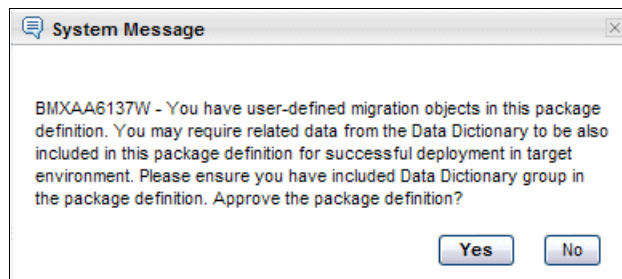 System Message
BMXAA6137W - You have user-defined migration objects in this package
definition. You may require related data from the Data Dictionary to be also
included in this package definition for successful deployment in target
environment. Please ensure you have included Data Dictionary group in
the package definition. Approve the package definition?
Yes No